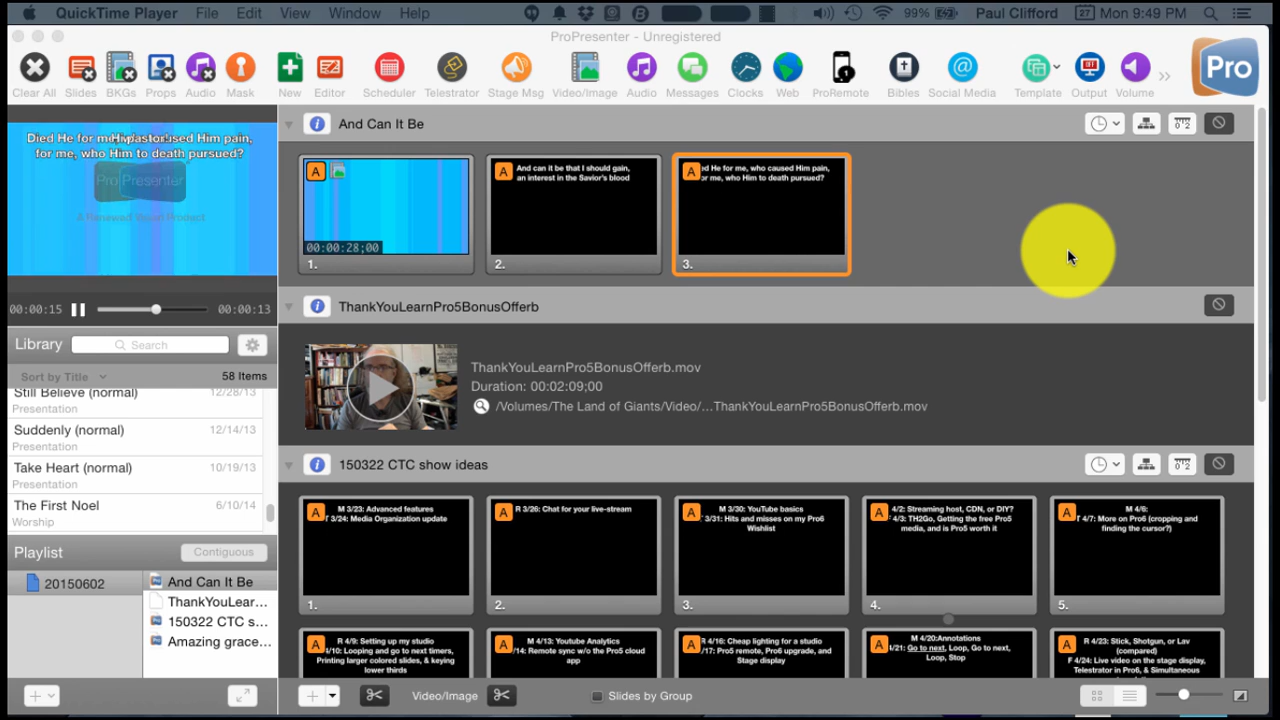 QuickTime Player File Edit View Window Help 99% Paul Clifford 27 Mon 9:49 PM
ProPresenter - Unregistered
Clear All Slides BKGs Props Audio Mask New Editor Scheduler Telestrator Stage Msg Video/Image Audio Messages Clocks Web ProRemote Bibles Social Media Template Output Volume
Pro
And Can It Be
Died He for me
for me, who Him to death pursued?
ProPresenter
A Renewed Vision Product
00:00:15
00:00:13
A
00:00:28;00
1.
A
And can it be that I should gain,
an interest in the Savior's blood
2.
A
ed He for me, who caused Him pain,
or me, who Him to death pursued?
3.
ThankYouLearnPro5BonusOfferb
ThankYouLearnPro5BonusOfferb.mov
Duration: 00:02:09;00
/Volumes/The Land of Giants/Video/...ThankYouLearnPro5BonusOfferb.mov
Library Search
Sort by Title 58 Items
Still Believe (normal) 12/28/13
Presentation
Suddenly (normal) 12/14/13
Presentation
Take Heart (normal) 10/19/13
Presentation
The First Noel 6/10/14
Worship
Playlist Contiguous
20150602
And Can It Be
ThankYouLear...
150322 CTC s...
Amazing grace...
150322 CTC show ideas
A
M 3/23: Advanced features
T 3/24: Media Organization update
1.
A
R 3/26: Chat for your live-stream
2.
A
M 3/30: YouTube basics
3/31: Hits and misses on my Pro6
Wishlist
3.
A
4/2: Streaming host, CDN, or DIY?
F 4/3: TH2Go, Getting the free Pro5
media, and is Pro5 worth it
4.
A
M 4/6:
T 4/7: More on Pro6 (cropping and
finding the cursor?)
5.
A
R 4/9: Setting up my studio
4/10: Looping and go to next timers,
Printing larger colored slides, & keying
lower thirds
A
M 4/13: Youtube Analytics
/14: Remote sync w/o the Pro5 cloud
app
A
R 4/16: Cheap lighting for a studio
/17: Pro5 remote, Pro6 upgrade, and
Stage display
A
M 4/20:Annotations
4/21: Go to next, Loop, Go to next,
Loop, Stop
A
R 4/23: Stick, Shotgun, or Lav
(compared)
F 4/24: Live video on the stage display,
Telestrator in Pro6, & Simultaneous
Video/Image Slides by Group